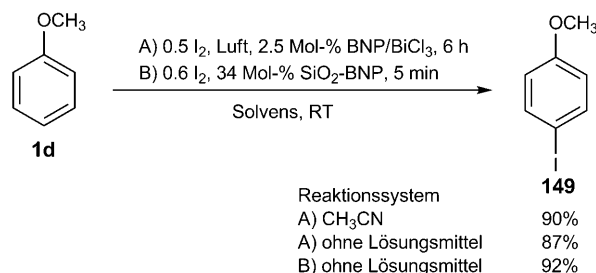 OCH3
A) 0.5 I2, Luft, 2.5 Mol-% BNP/BiCl3, 6 h
B) 0.6 I2, 34 Mol-% SiO2-BNP, 5 min
Solvens, RT
1d
OCH3
I
149
Reaktionssystem
A) CH3CN 90%
A) ohne Lösungsmittel 87%
B) ohne Lösungsmittel 92%